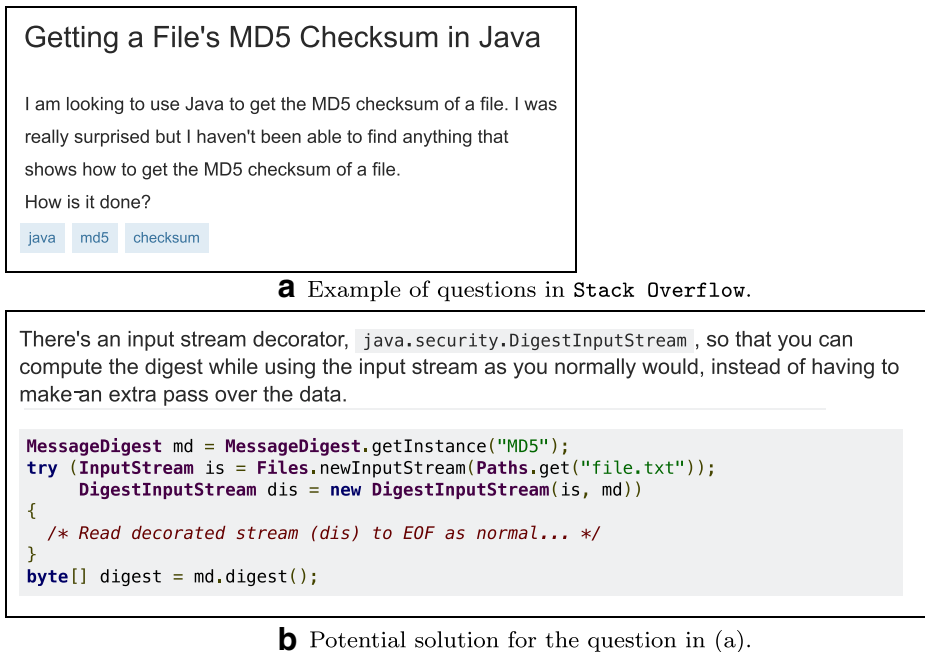 Getting a File's MD5 Checksum in Java
I am looking to use Java to get the MD5 checksum of a file. I was
really surprised but I haven't been able to find anything that
shows how to get the MD5 checksum of a file.
How is it done?
java md5 checksum
a Example of questions in Stack Overflow.
There's an input stream decorator, java.security.DigestInputStream , so that you can
compute the digest while using the input stream as you normally would, instead of having to
make an extra pass over the data.
MessageDigest md = MessageDigest.getInstance("MD5");
try (InputStream is = Files.newInputStream(Paths.get("file.txt"));
     DigestInputStream dis = new DigestInputStream(is, md))
{
  /* Read decorated stream (dis) to EOF as normal... */
}
byte[] digest = md.digest();
b Potential solution for the question in (a).